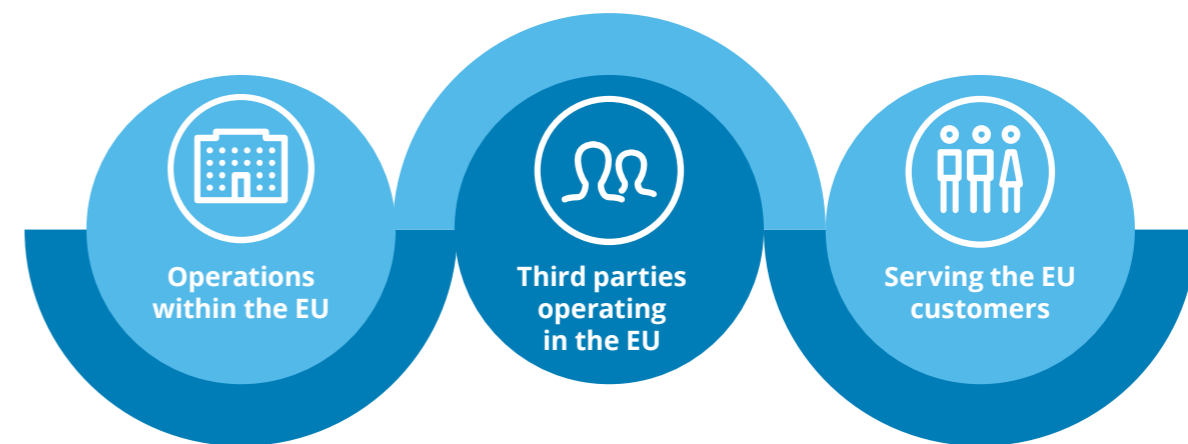 Operations
within the EU
Third parties
operating
in the EU
Serving the EU
customers